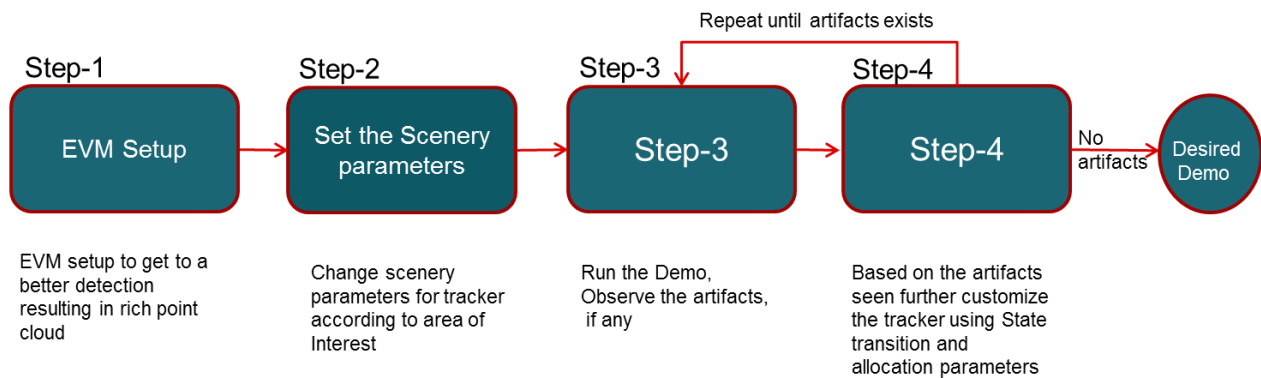 Repeat until artifacts exists
Step-1
Step-2
Step-3
Step-4
EVM Setup
Set the Scenery
parameters
Step-3
Step-4
No
artifacts
Desired
Demo
EVM setup to get to a
better detection
resulting in rich point
cloud
Change scenery
parameters for tracker
according to area of
Interest
Run the Demo,
Observe the artifacts,
if any
Based on the artifacts
seen further customize
the tracker using State
transition and
allocation parameters